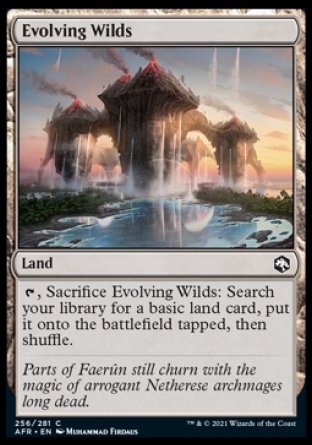 Evolving Wilds
Land
, Sacrifice Evolving Wilds: Search
your library for a basic land card, put
it onto the battlefield tapped, then
shuffle.
Parts of Faerûn still churn with the
magic of arrogant Netherese archmages
long dead.
256/281 C
AFR • EN Muhammad Firdaus
™ & © 2021 Wizards of the Coast